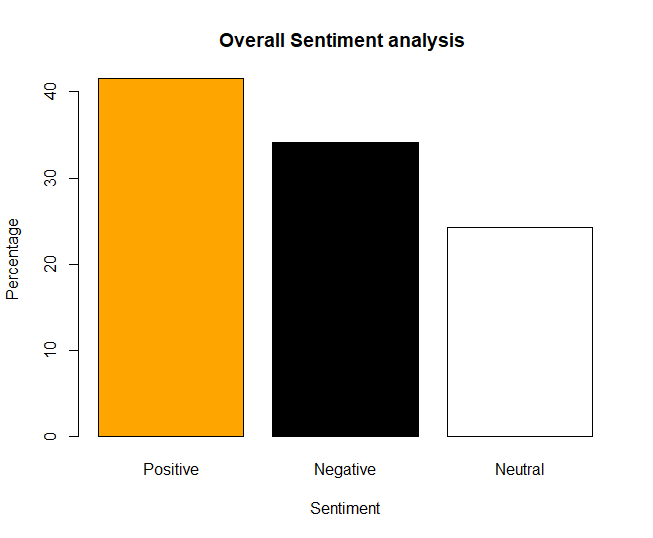 Overall Sentiment analysis
Percentage
40
30
20
10
0
Positive Negative Neutral
Sentiment